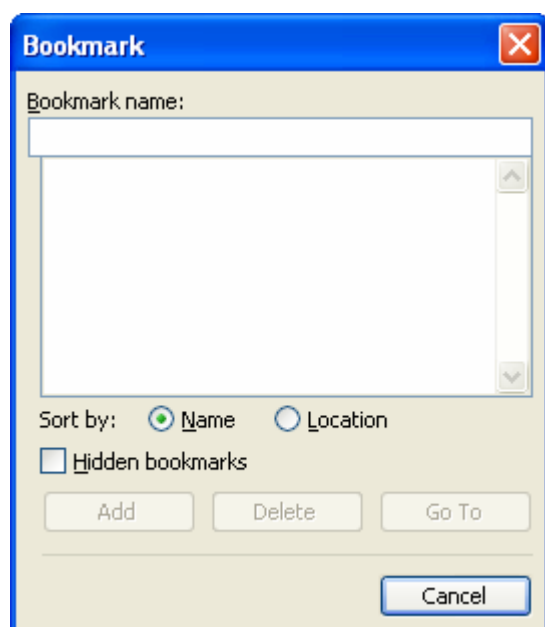 Bookmark
Bookmark name:
Sort by: Name Location
Hidden bookmarks
Add Delete Go To
Cancel